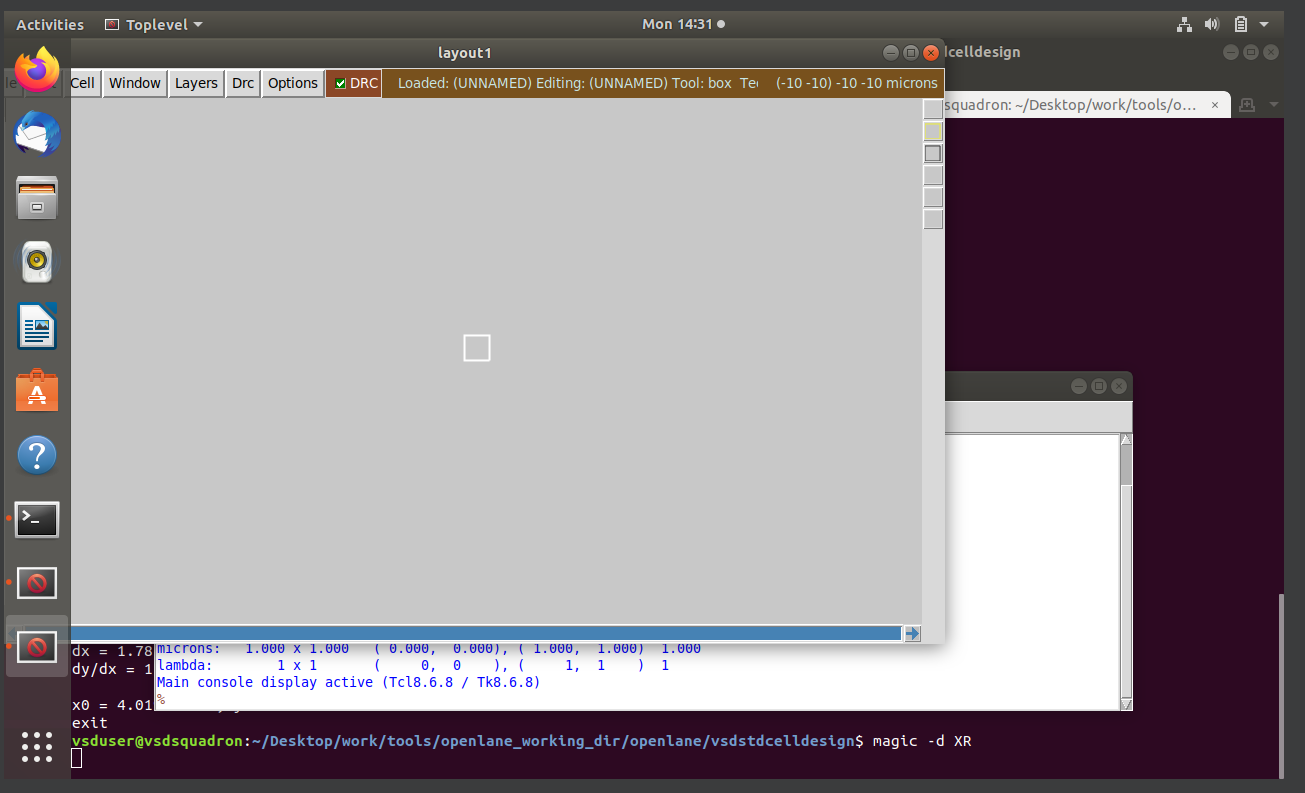 Activities Toplevel Mon 14:31
layout1
dcelldesign
Cell Window Layers Drc Options DRC Loaded: (UNNAMED) Editing: (UNNAMED) Tool: box (-10 -10) -10 -10 microns
squadron: ~/Desktop/work/tools/o...
dx = 1.78
microns: 1.000 x 1.000 ( 0.000, 0.000), ( 1.000, 1.000) 1.000
dy/dx = 1
lambda: 1 x 1 ( 0, 0 ), ( 1, 1 ) 1
Main console display active (Tcl8.6.8 / Tk8.6.8)
%
x0 = 4.01
exit
vsduser@vsdsquadron:~/Desktop/work/tools/openlane_working_dir/openlane/vsdstdcelldesign$ magic -d XR